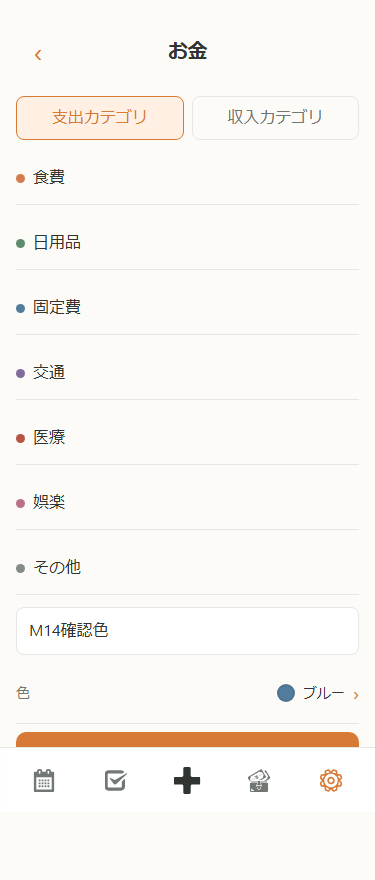 ‹
お金
支出カテゴリ
収入カテゴリ
食費
日用品
固定費
交通
医療
娯楽
その他
M14確認色
色
ブルー ›